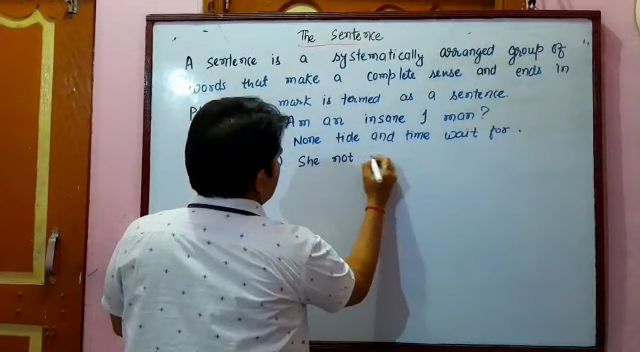 The Sentence
A sentence is a systematically arranged group of
words that make a complete sense and ends in
mark is termed as a sentence.
Am an insane I man?
None tide and time wait for.
She not